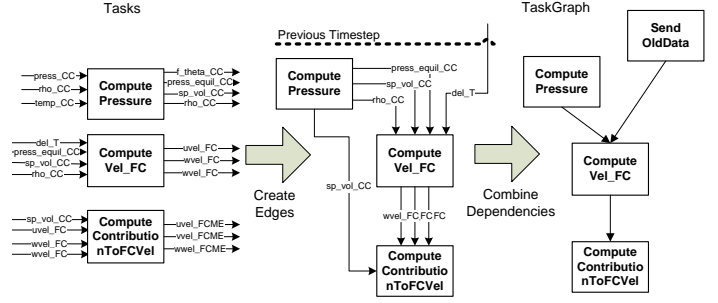 Tasks
TaskGraph
Previous Timestep
Send
OldData
press_CC
rho_CC
temp_CC
Compute
Pressure
f_theta_CC
press_equil_CC
sp_vol_CC
rho_CC
Compute
Pressure
press_equil_CC
sp_vol_CC
rho_CC
del_T
Compute
Pressure
del_T
press_equil_CC
sp_vol_CC
rho_CC
Compute
Vel_FC
uvel_FC
wvel_FC
wvel_FC
Create
Edges
sp_vol_CC
Compute
Vel_FC
Combine
Dependencies
Compute
Vel_FC
sp_vol_CC
uvel_FC
wvel_FC
wvel_FC
Compute
Contributio
nToFCVel
uvel_FCME
vvel_FCME
wwel_FCME
wvel_FC
FC
FC
Compute
Contributio
nToFCVel
Compute
Contributio
nToFCVel